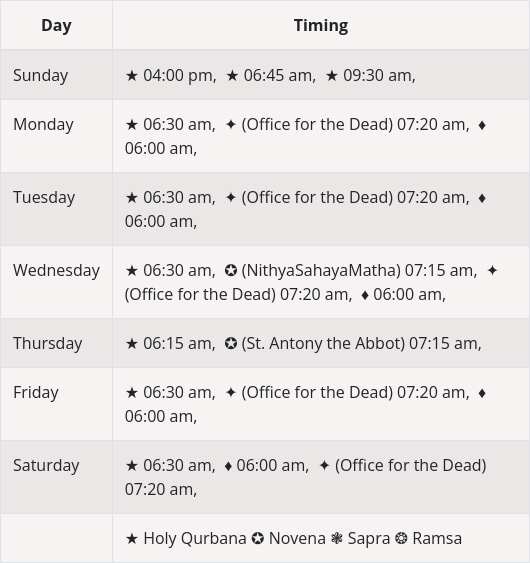 Day Timing
Sunday ★ 04:00 pm, ★ 06:45 am, ★ 09:30 am,
Monday ★ 06:30 am, ✦ (Office for the Dead) 07:20 am, ♦
06:00 am,
Tuesday ★ 06:30 am, ✦ (Office for the Dead) 07:20 am, ♦
06:00 am,
Wednesday ★ 06:30 am, ✪ (NithyaSahayaMatha) 07:15 am, ✦
(Office for the Dead) 07:20 am, ♦ 06:00 am,
Thursday ★ 06:15 am, ✪ (St. Antony the Abbot) 07:15 am,
Friday ★ 06:30 am, ✦ (Office for the Dead) 07:20 am, ♦
06:00 am,
Saturday ★ 06:30 am, ♦ 06:00 am, ✦ (Office for the Dead)
07:20 am,
★ Holy Qurbana ✪ Novena ❃ Sapra ❂ Ramsa